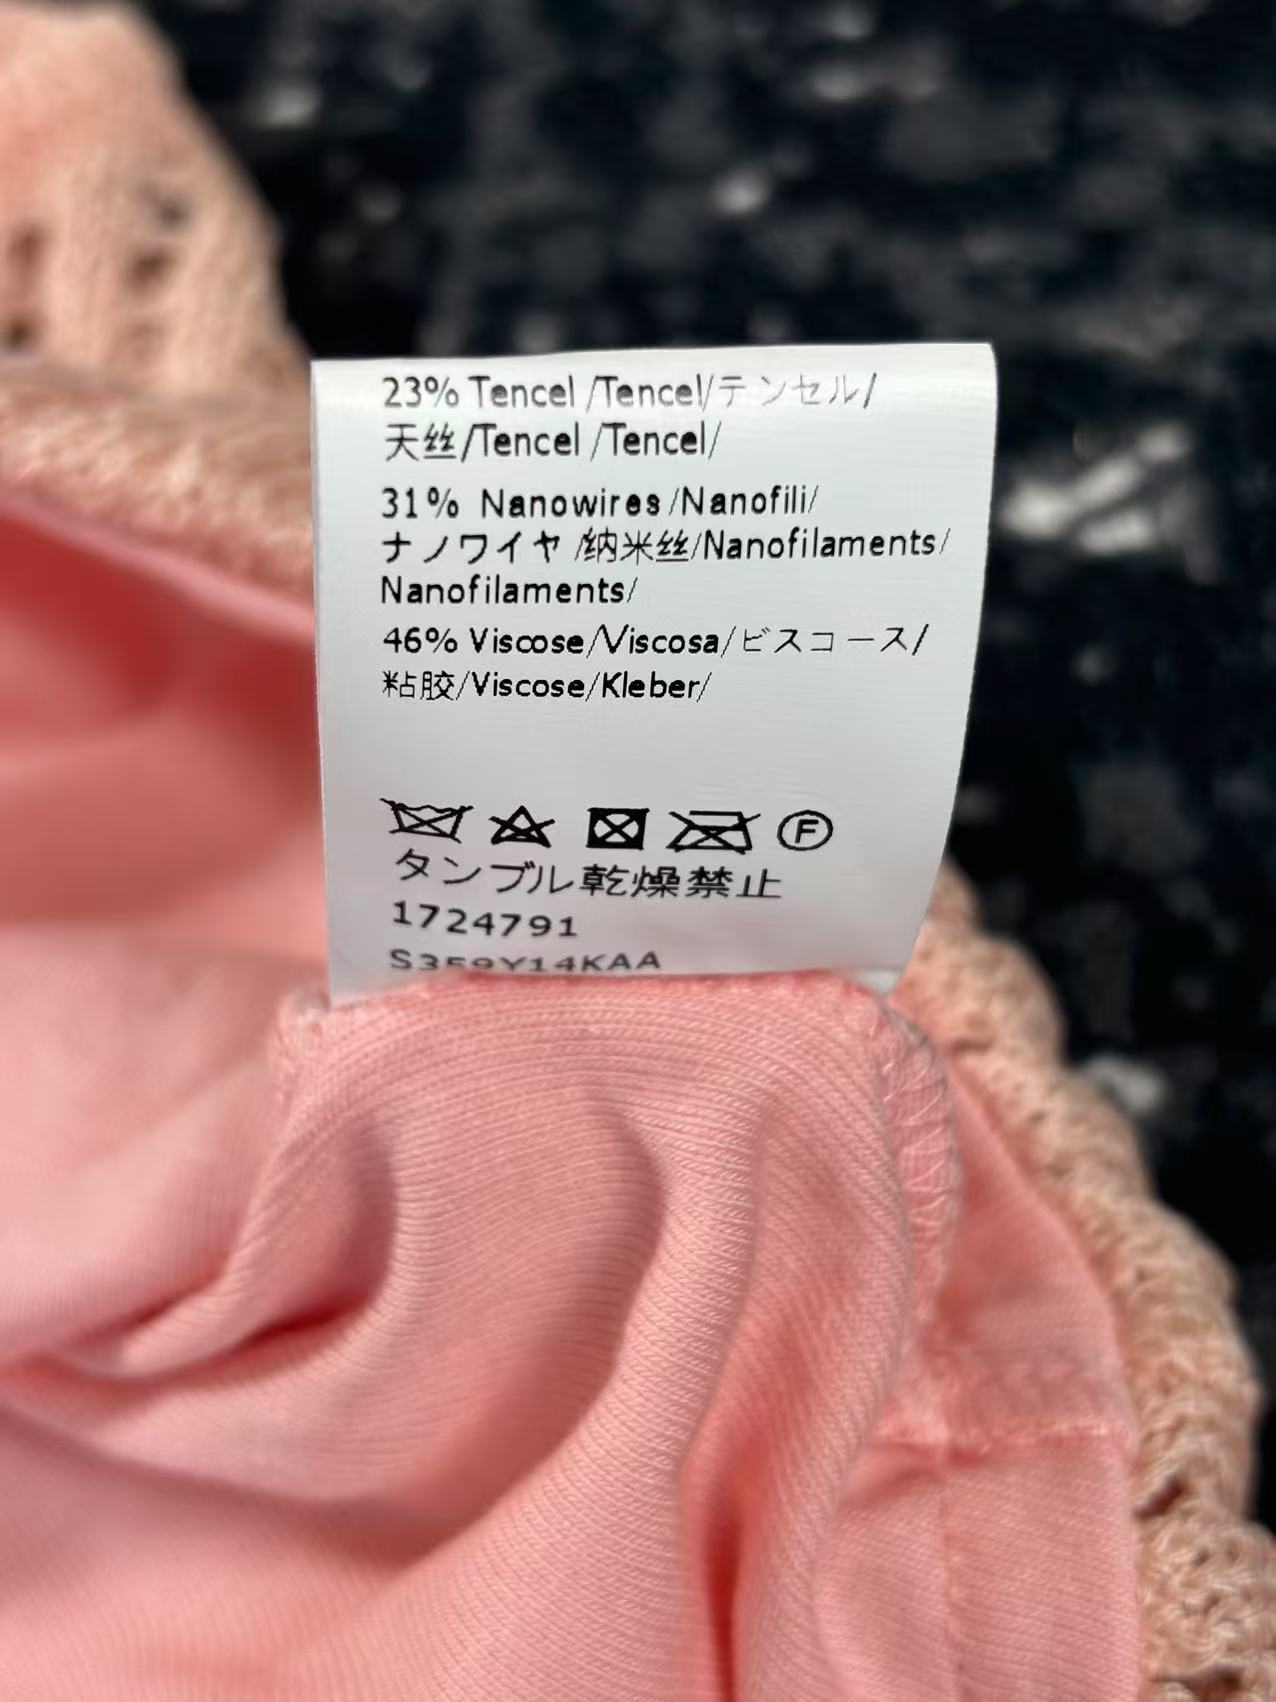 23% Tencel /Tencel/テンセル/
天丝/Tencel /Tencel/
31% Nanowires /Nanofili/
ナノワイヤ /纳米丝/Nanofilaments/
Nanofilaments/
46% Viscose/Viscosa/ビスコース/
粘胶/Viscose/Kleber/
F
タンブル乾燥禁止
1724791
S359Y14KAA